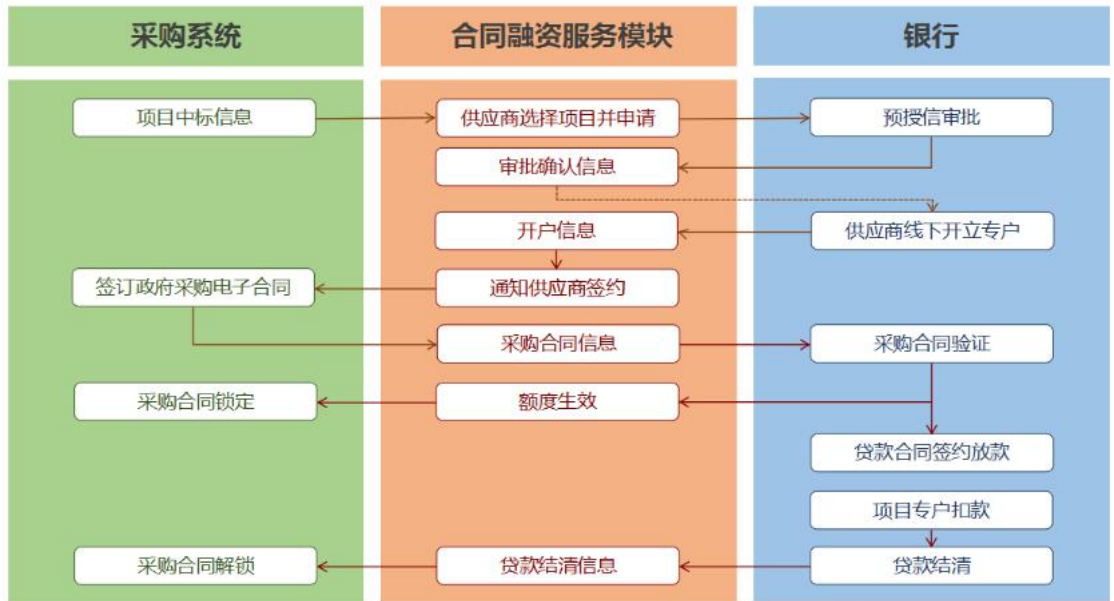 采购系统
合同融资服务模块
银行
项目中标信息
供应商选择项目并申请
预授信审批
审批确认信息
开户信息
供应商线下开立专户
签订政府采购电子合同
通知供应商签约
采购合同信息
采购合同验证
采购合同锁定
额度生效
贷款合同签约放款
项目专户扣款
采购合同解锁
贷款结清信息
贷款结清